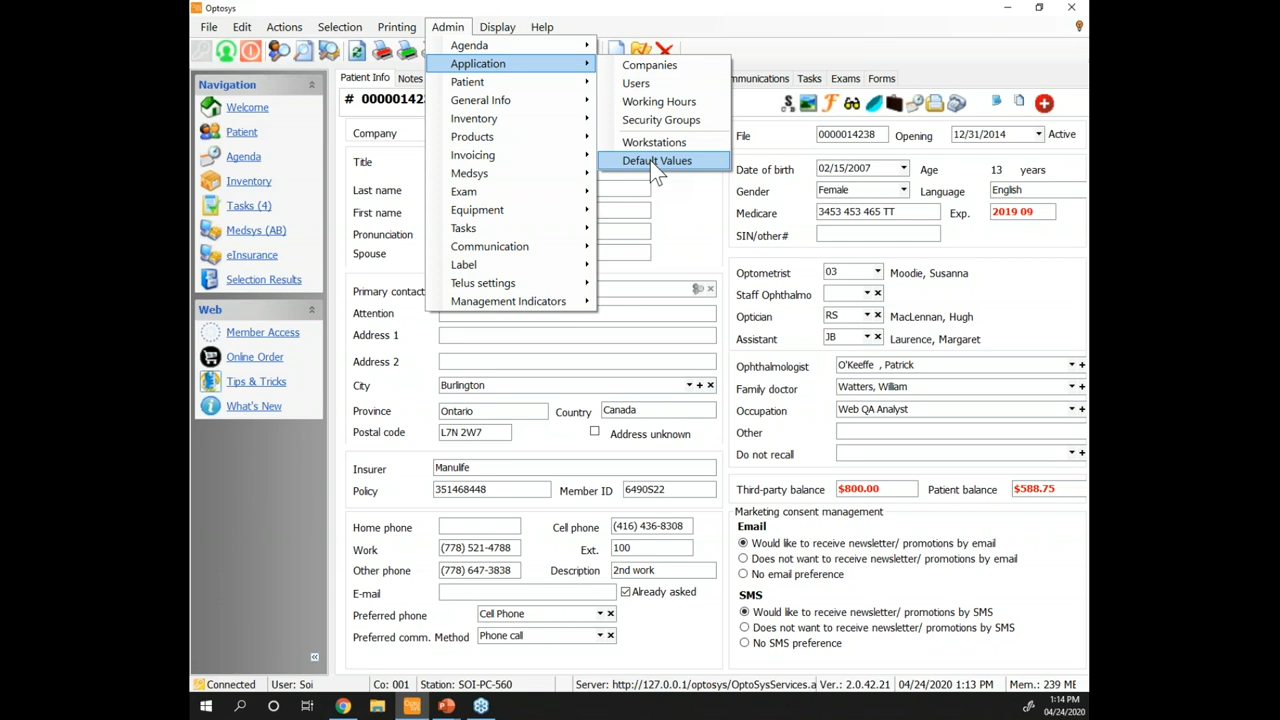 Optosys
File Edit Actions Selection Printing Admin Display Help
Agenda
Application
Patient
General Info
Inventory
Products
Invoicing
Medsys
Exam
Equipment
Tasks
Communication
Label
Telus settings
Management Indicators
Companies
Users
Working Hours
Security Groups
Workstations
Default Values
Navigation
Welcome
Patient
Agenda
Inventory
Tasks (4)
Medsys (AB)
eInsurance
Selection Results
Web
Member Access
Online Order
Tips & Tricks
What's New
Patient Info Notes
Tasks Exams Forms
# 0000014238
Company
Title
Last name
First name
Pronunciation
Spouse
Primary contact
Attention
Address 1
Address 2
City Burlington
Province Ontario Country Canada
Postal code L7N 2W7 Address unknown
Insurer Manulife
Policy 351468448 Member ID 6490S22
Home phone Cell phone (416) 436-8308
Work (778) 521-4788 Ext. 100
Other phone (778) 647-3838 Description 2nd work
E-mail Already asked
Preferred phone Cell Phone
Preferred comm. Method Phone call
File 0000014238 Opening 12/31/2014 Active
Date of birth 02/15/2007 Age 13 years
Gender Female Language English
Medicare 3453 453 465 TT Exp. 2019 09
SIN/other#
Optometrist 03 Moodie, Susanna
Staff Ophthalmo
Optician RS MacLennan, Hugh
Assistant JB Laurence, Margaret
Ophthalmologist O'Keeffe , Patrick
Family doctor Watters, William
Occupation Web QA Analyst
Other
Do not recall
Third-party balance $800.00 Patient balance $588.75
Marketing consent management
Email
Would like to receive newsletter/ promotions by email
Does not want to receive newsletter/ promotions by email
No email preference
SMS
Would like to receive newsletter/ promotions by SMS
Does not want to receive newsletter/ promotions by SMS
No SMS preference
Connected User: Soi Co: 001 Station: SOI-PC-560 Server: http://127.0.0.1/optosys/OptoSysServices.a Ver.: 2.0.42.21 04/24/2020 1:13 PM Mem.: 239 ME
1:14 PM
04/24/2020